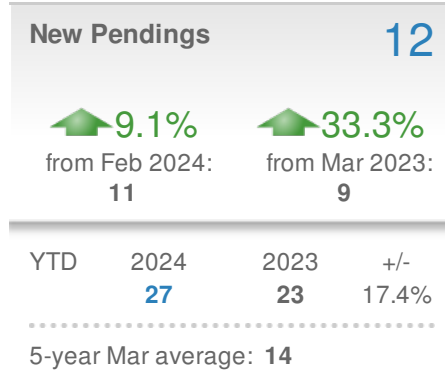 New Pendings 12
9.1% 33.3%
from Feb 2024: from Mar 2023:
11 9
YTD 2024 2023 +/-
27 23 17.4%
5-year Mar average: 14